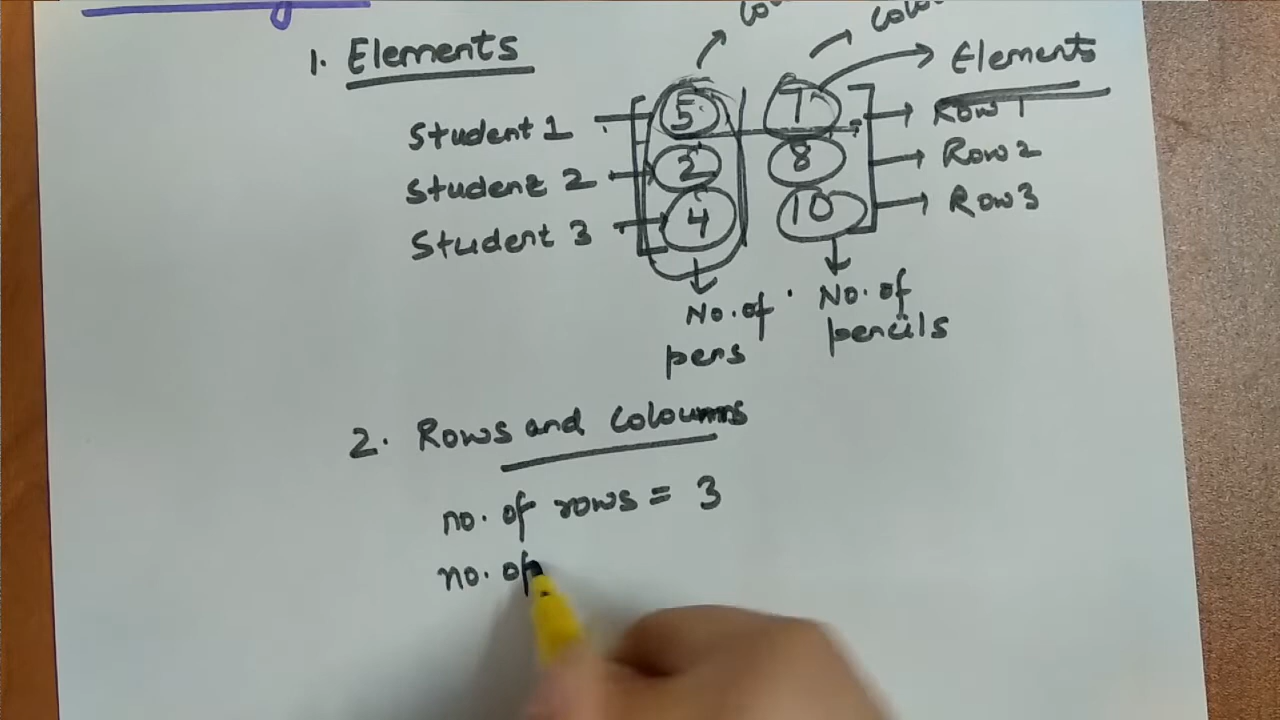 1. Elements
Elements
Student 1 5 7 Row 1
Student 2 2 8 Row 2
Student 3 4 10 Row 3
No. of No. of
pens pencils
2. Rows and Coloumns
no. of rows = 3
no. of